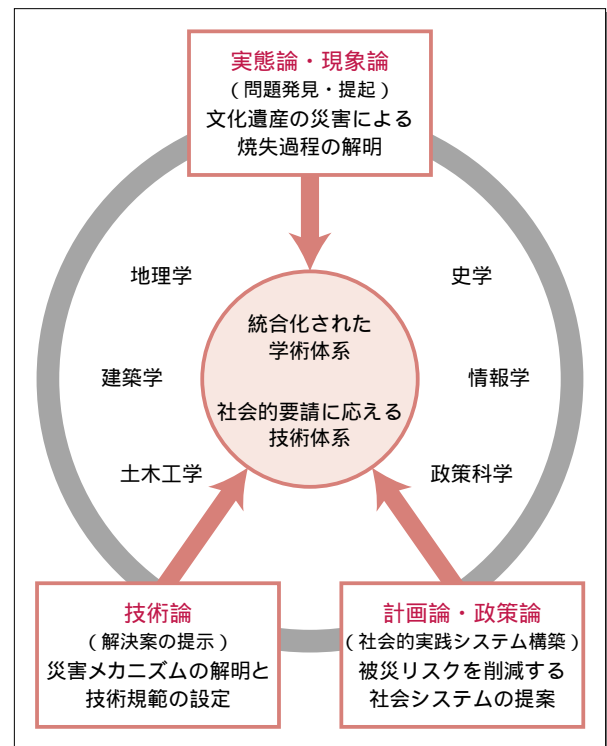 実態論・現象論
(問題発見・提起)
文化遺産の災害による
焼失過程の解明
地理学
史学
統合化された
学術体系
建築学
情報学
社会的要請に応える
技術体系
土木工学
政策科学
技術論
(解決案の提示)
災害メカニズムの解明と
技術規範の設定
計画論・政策論
(社会的実践システム構築)
被災リスクを削減する
社会システムの提案